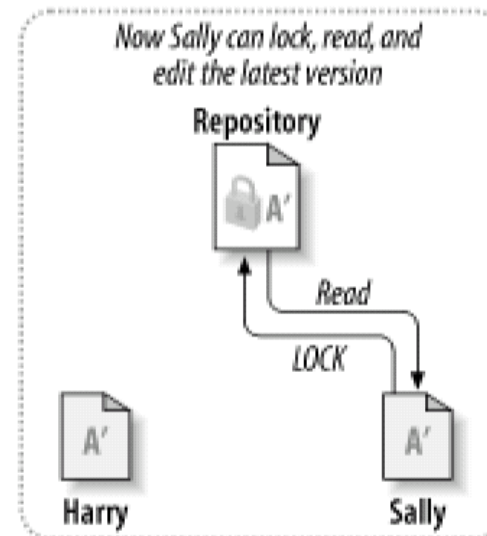 Now Sally can lock, read, and
edit the latest version
Repository
A′
Read
LOCK
A′
A′
Harry
Sally